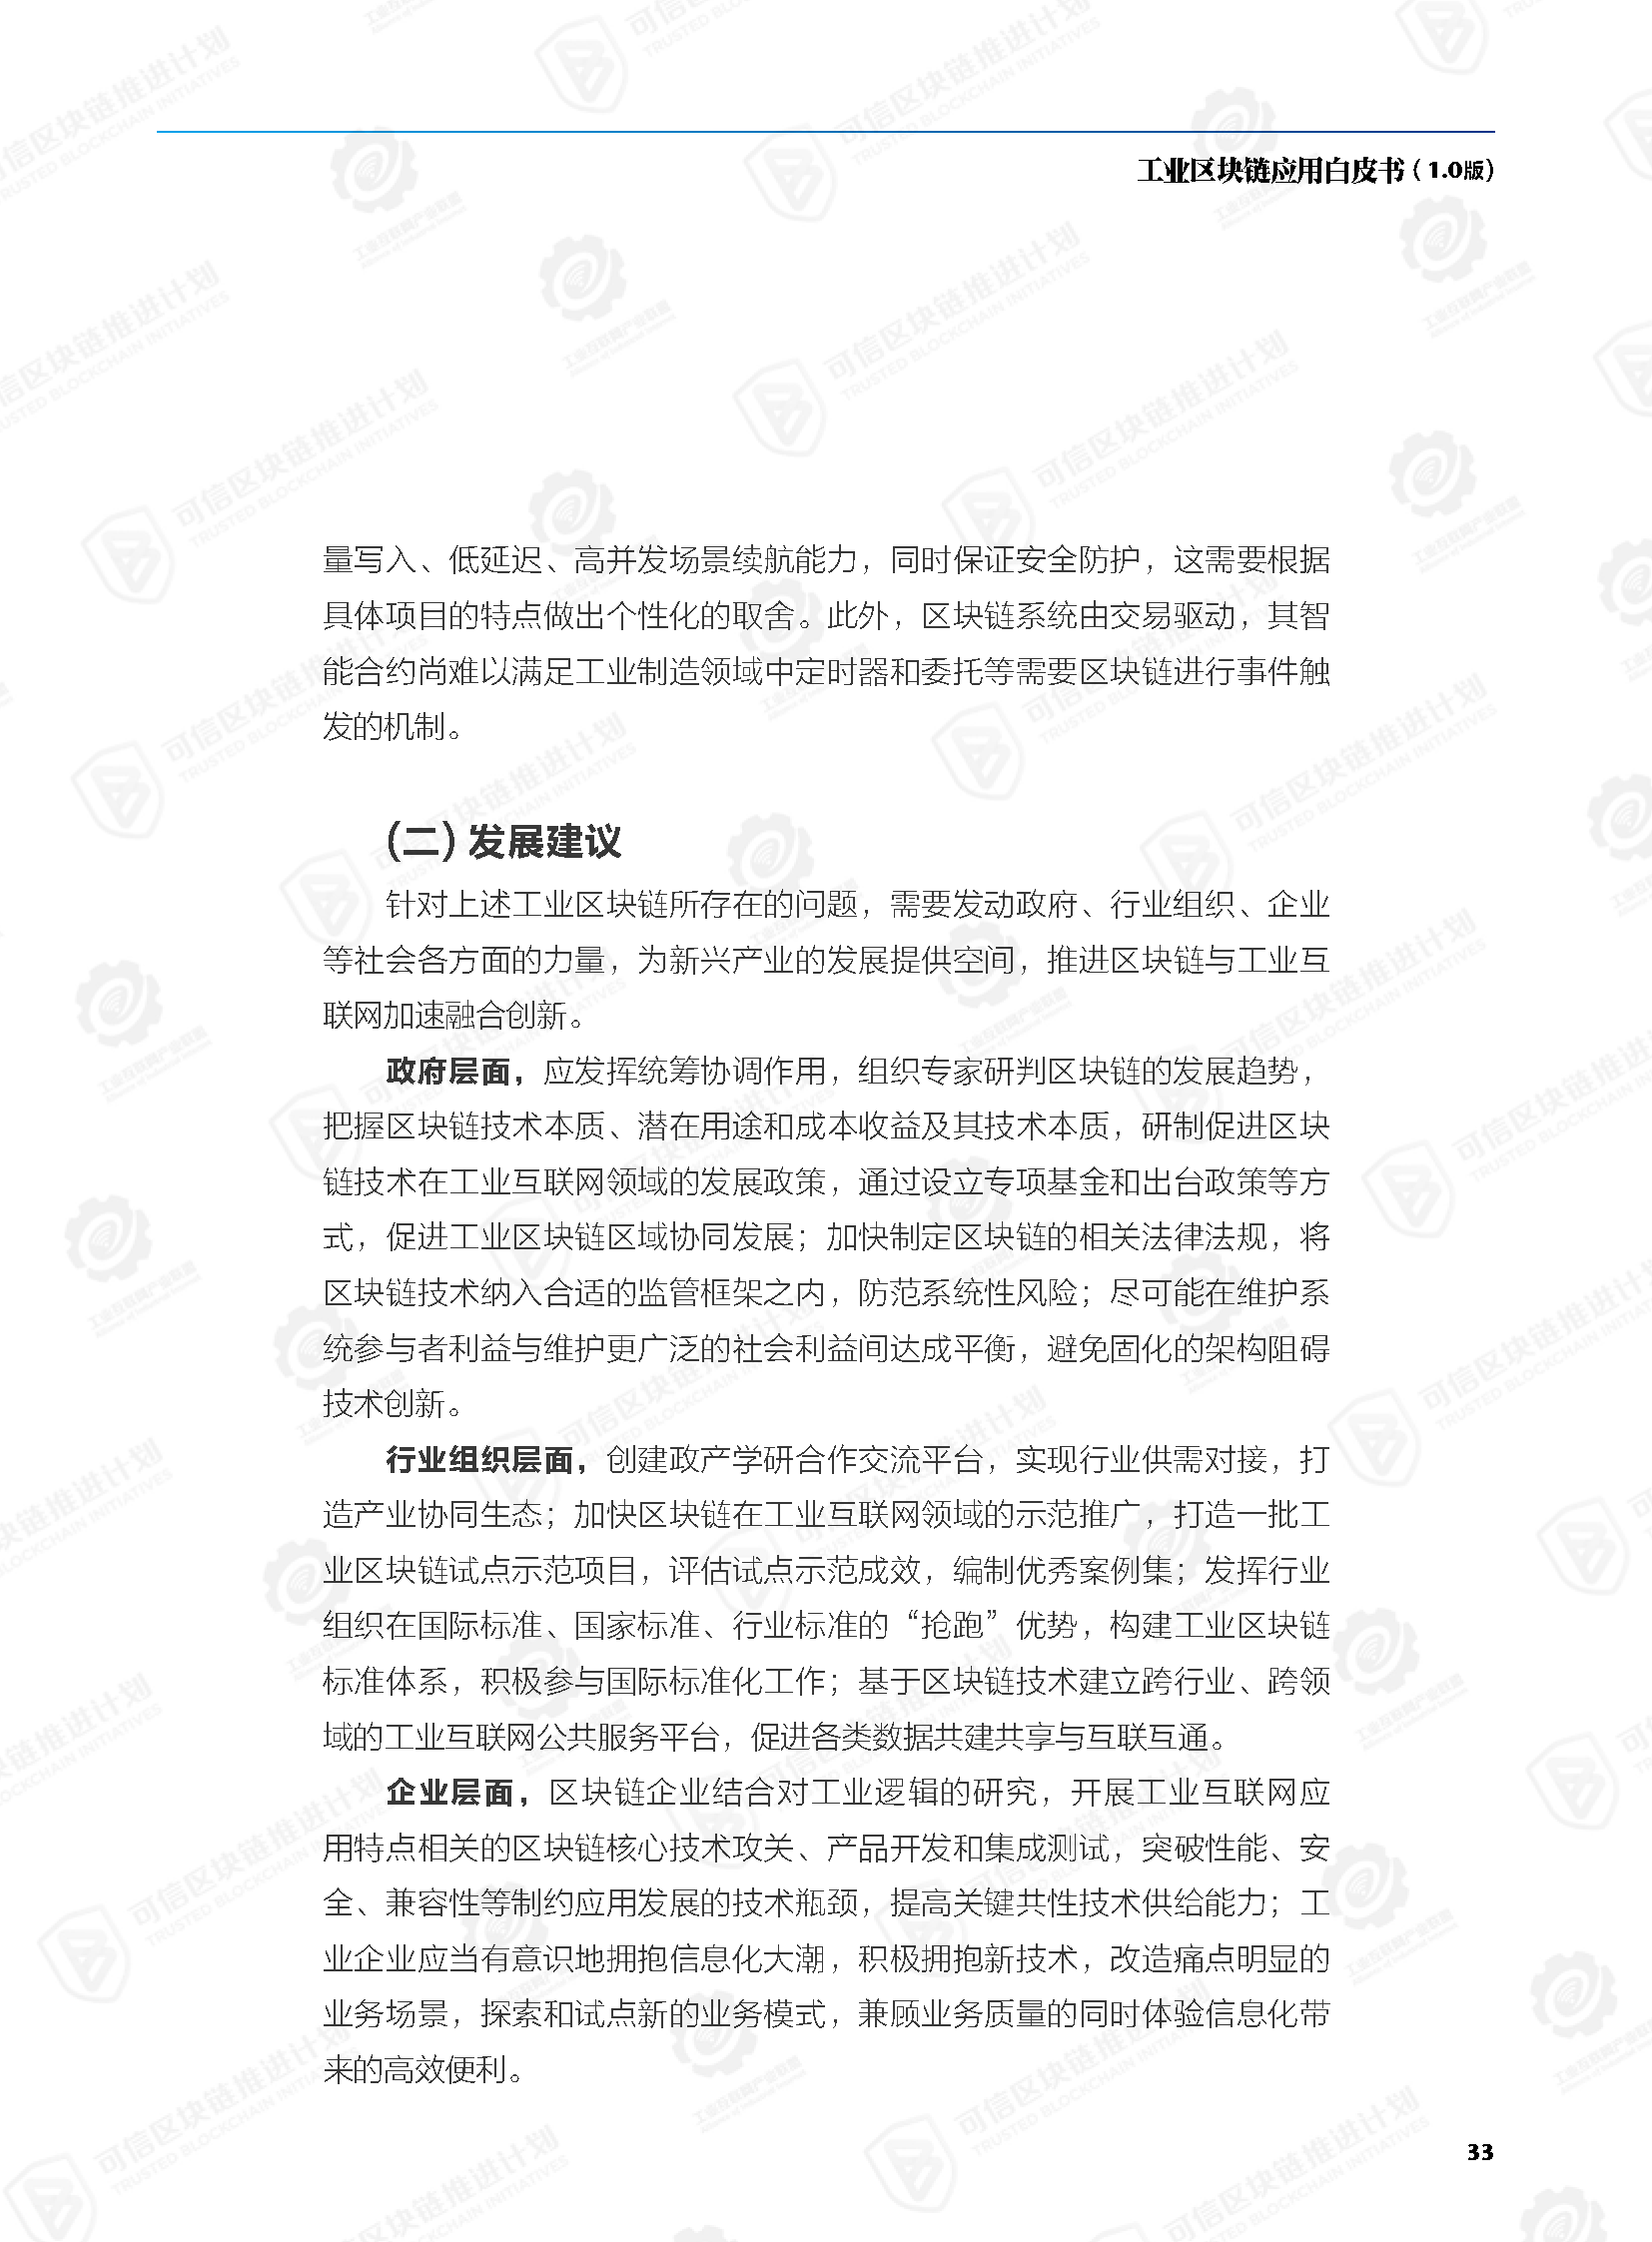 工业区块链应用白皮书（1.0版）
量写入、低延迟、高并发场景续航能力，同时保证安全防护，这需要根据
具体项目的特点做出个性化的取舍。此外，区块链系统由交易驱动，其智
能合约尚难以满足工业制造领域中定时器和委托等需要区块链进行事件触
发的机制。
(二) 发展建议
针对上述工业区块链所存在的问题，需要发动政府、行业组织、企业
等社会各方面的力量，为新兴产业的发展提供空间，推进区块链与工业互
联网加速融合创新。
政府层面，应发挥统筹协调作用，组织专家研判区块链的发展趋势，
把握区块链技术本质、潜在用途和成本收益及其技术本质，研制促进区块
链技术在工业互联网领域的发展政策，通过设立专项基金和出台政策等方
式，促进工业区块链区域协同发展；加快制定区块链的相关法律法规，将
区块链技术纳入合适的监管框架之内，防范系统性风险；尽可能在维护系
统参与者利益与维护更广泛的社会利益间达成平衡，避免固化的架构阻碍
技术创新。
行业组织层面，创建政产学研合作交流平台，实现行业供需对接，打
造产业协同生态；加快区块链在工业互联网领域的示范推广，打造一批工
业区块链试点示范项目，评估试点示范成效，编制优秀案例集；发挥行业
组织在国际标准、国家标准、行业标准的“抢跑”优势，构建工业区块链
标准体系，积极参与国际标准化工作；基于区块链技术建立跨行业、跨领
域的工业互联网公共服务平台，促进各类数据共建共享与互联互通。
企业层面，区块链企业结合对工业逻辑的研究，开展工业互联网应
用特点相关的区块链核心技术攻关、产品开发和集成测试，突破性能、安
全、兼容性等制约应用发展的技术瓶颈，提高关键共性技术供给能力；工
业企业应当有意识地拥抱信息化大潮，积极拥抱新技术，改造痛点明显的
业务场景，探索和试点新的业务模式，兼顾业务质量的同时体验信息化带
来的高效便利。
33
可信区块链推进计划
TRUSTED BLOCKCHAIN INITIATIVES
工业互联网产业联盟